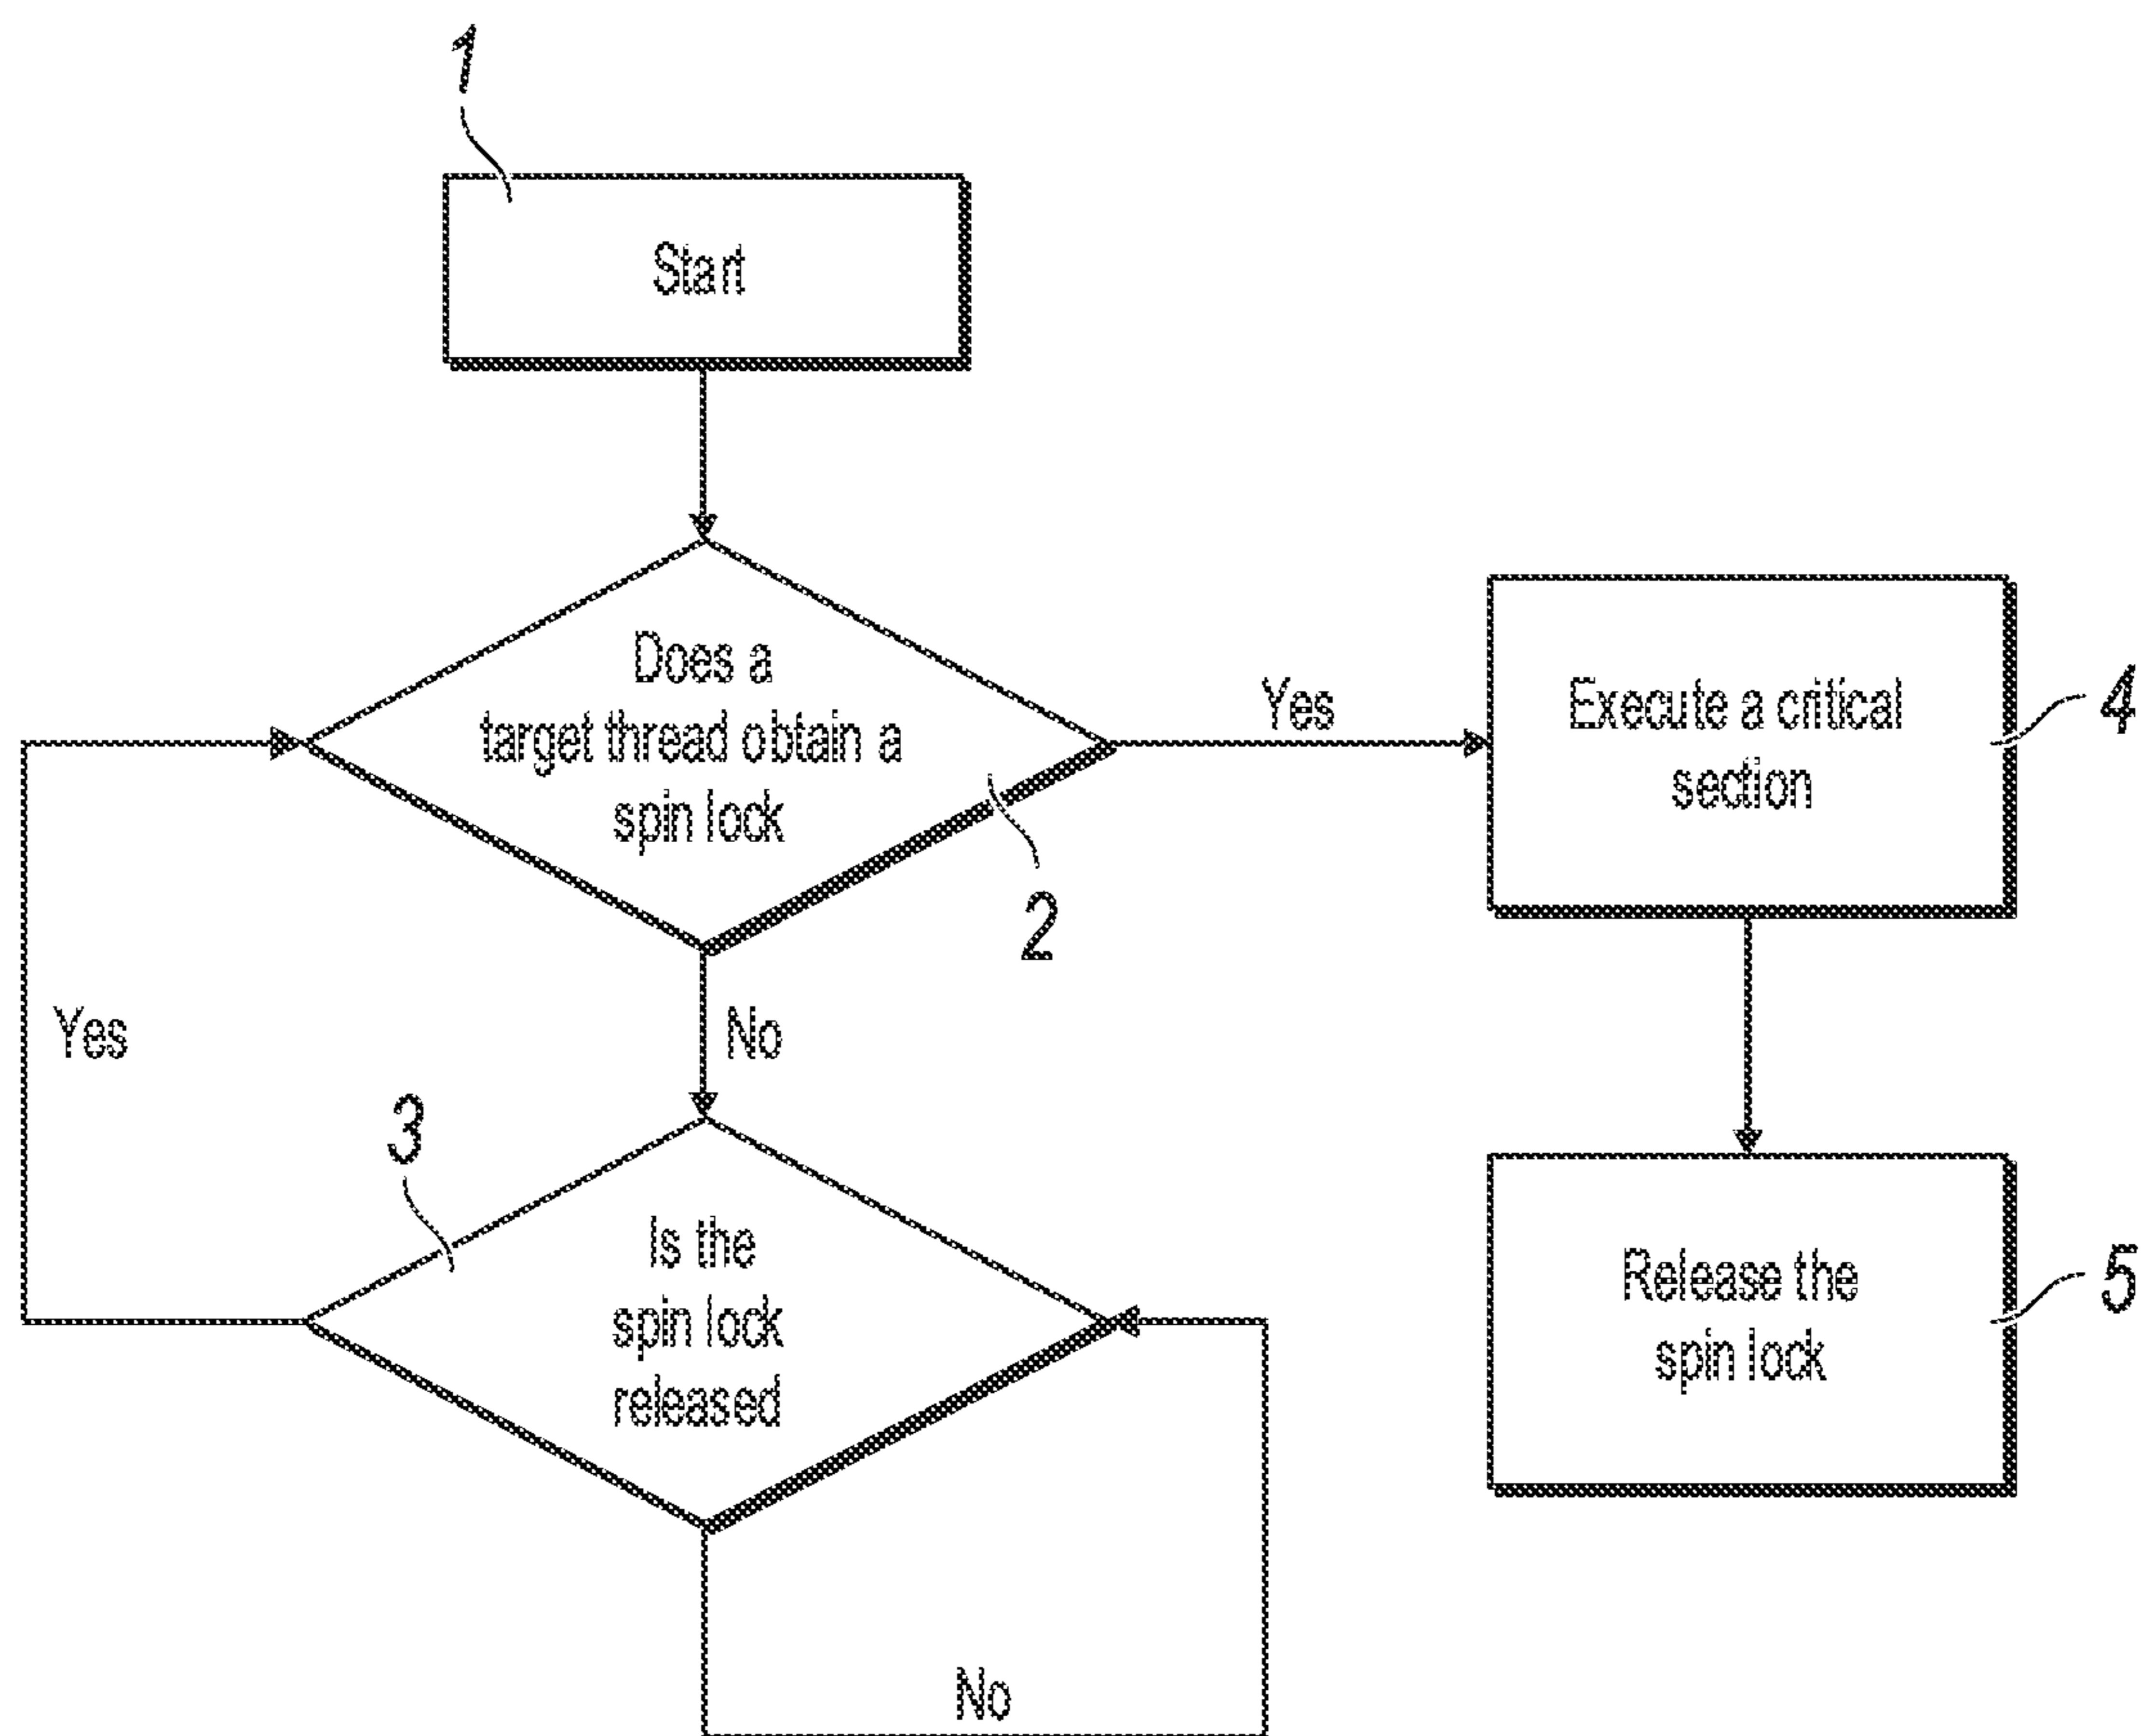 1
Start
Does a
target thread obtain a
spin lock
2
Yes
Execute a critical
section
4
Yes
No
3
Is the
spin lock
released
Release the
spin lock
5
No